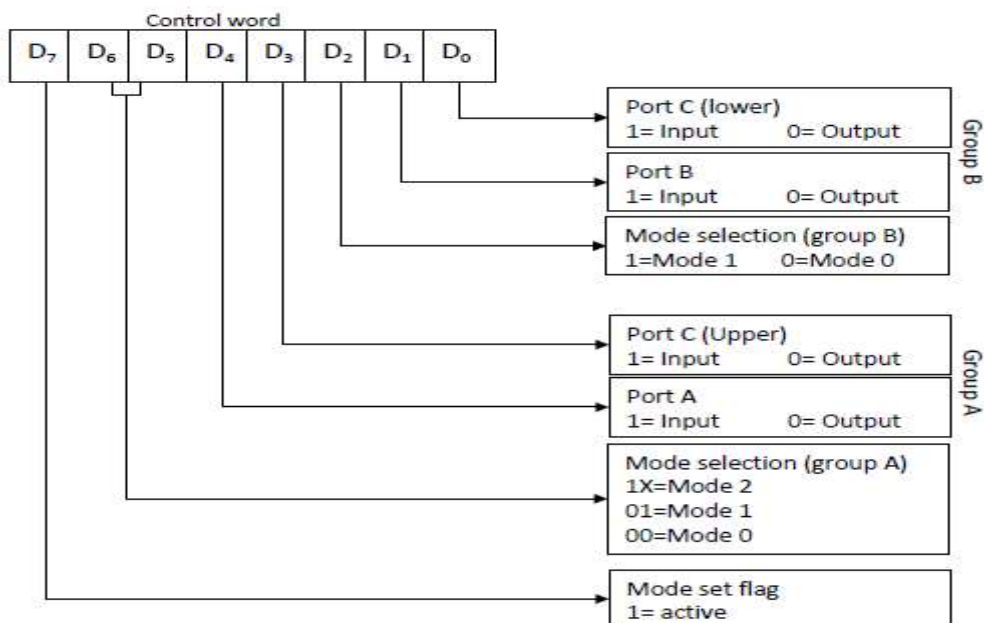 Control word
D₇ D₆ D₅ D₄ D₃ D₂ D₁ D₀
Port C (lower)
1= Input 0= Output
Port B
1= Input 0= Output
Mode selection (group B)
1=Mode 1 0=Mode 0
Group B
Port C (Upper)
1= Input 0= Output
Port A
1= Input 0= Output
Mode selection (group A)
1X=Mode 2
01=Mode 1
00=Mode 0
Group A
Mode set flag
1= active